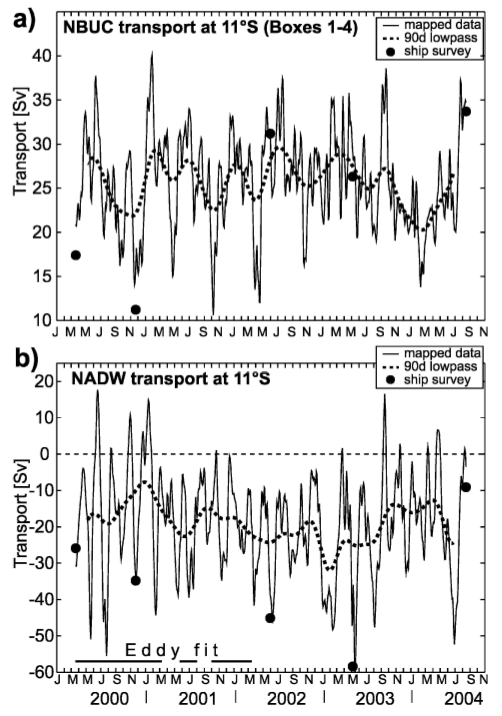 a) NBUC transport at 11°S (Boxes 1-4)
mapped data
90d lowpass
ship survey
Transport [Sv]
40
35
30
25
20
15
10
J M M J S N J M M J S N J M M J S N J M M J S N J M M J S N
b) NADW transport at 11°S
mapped data
90d lowpass
ship survey
Transport [Sv]
20
10
0
-10
-20
-30
-40
-50
-60
Eddy fit
J M M J S N J M M J S N J M M J S N J M M J S N J M M J S N
2000 | 2001 | 2002 | 2003 | 2004